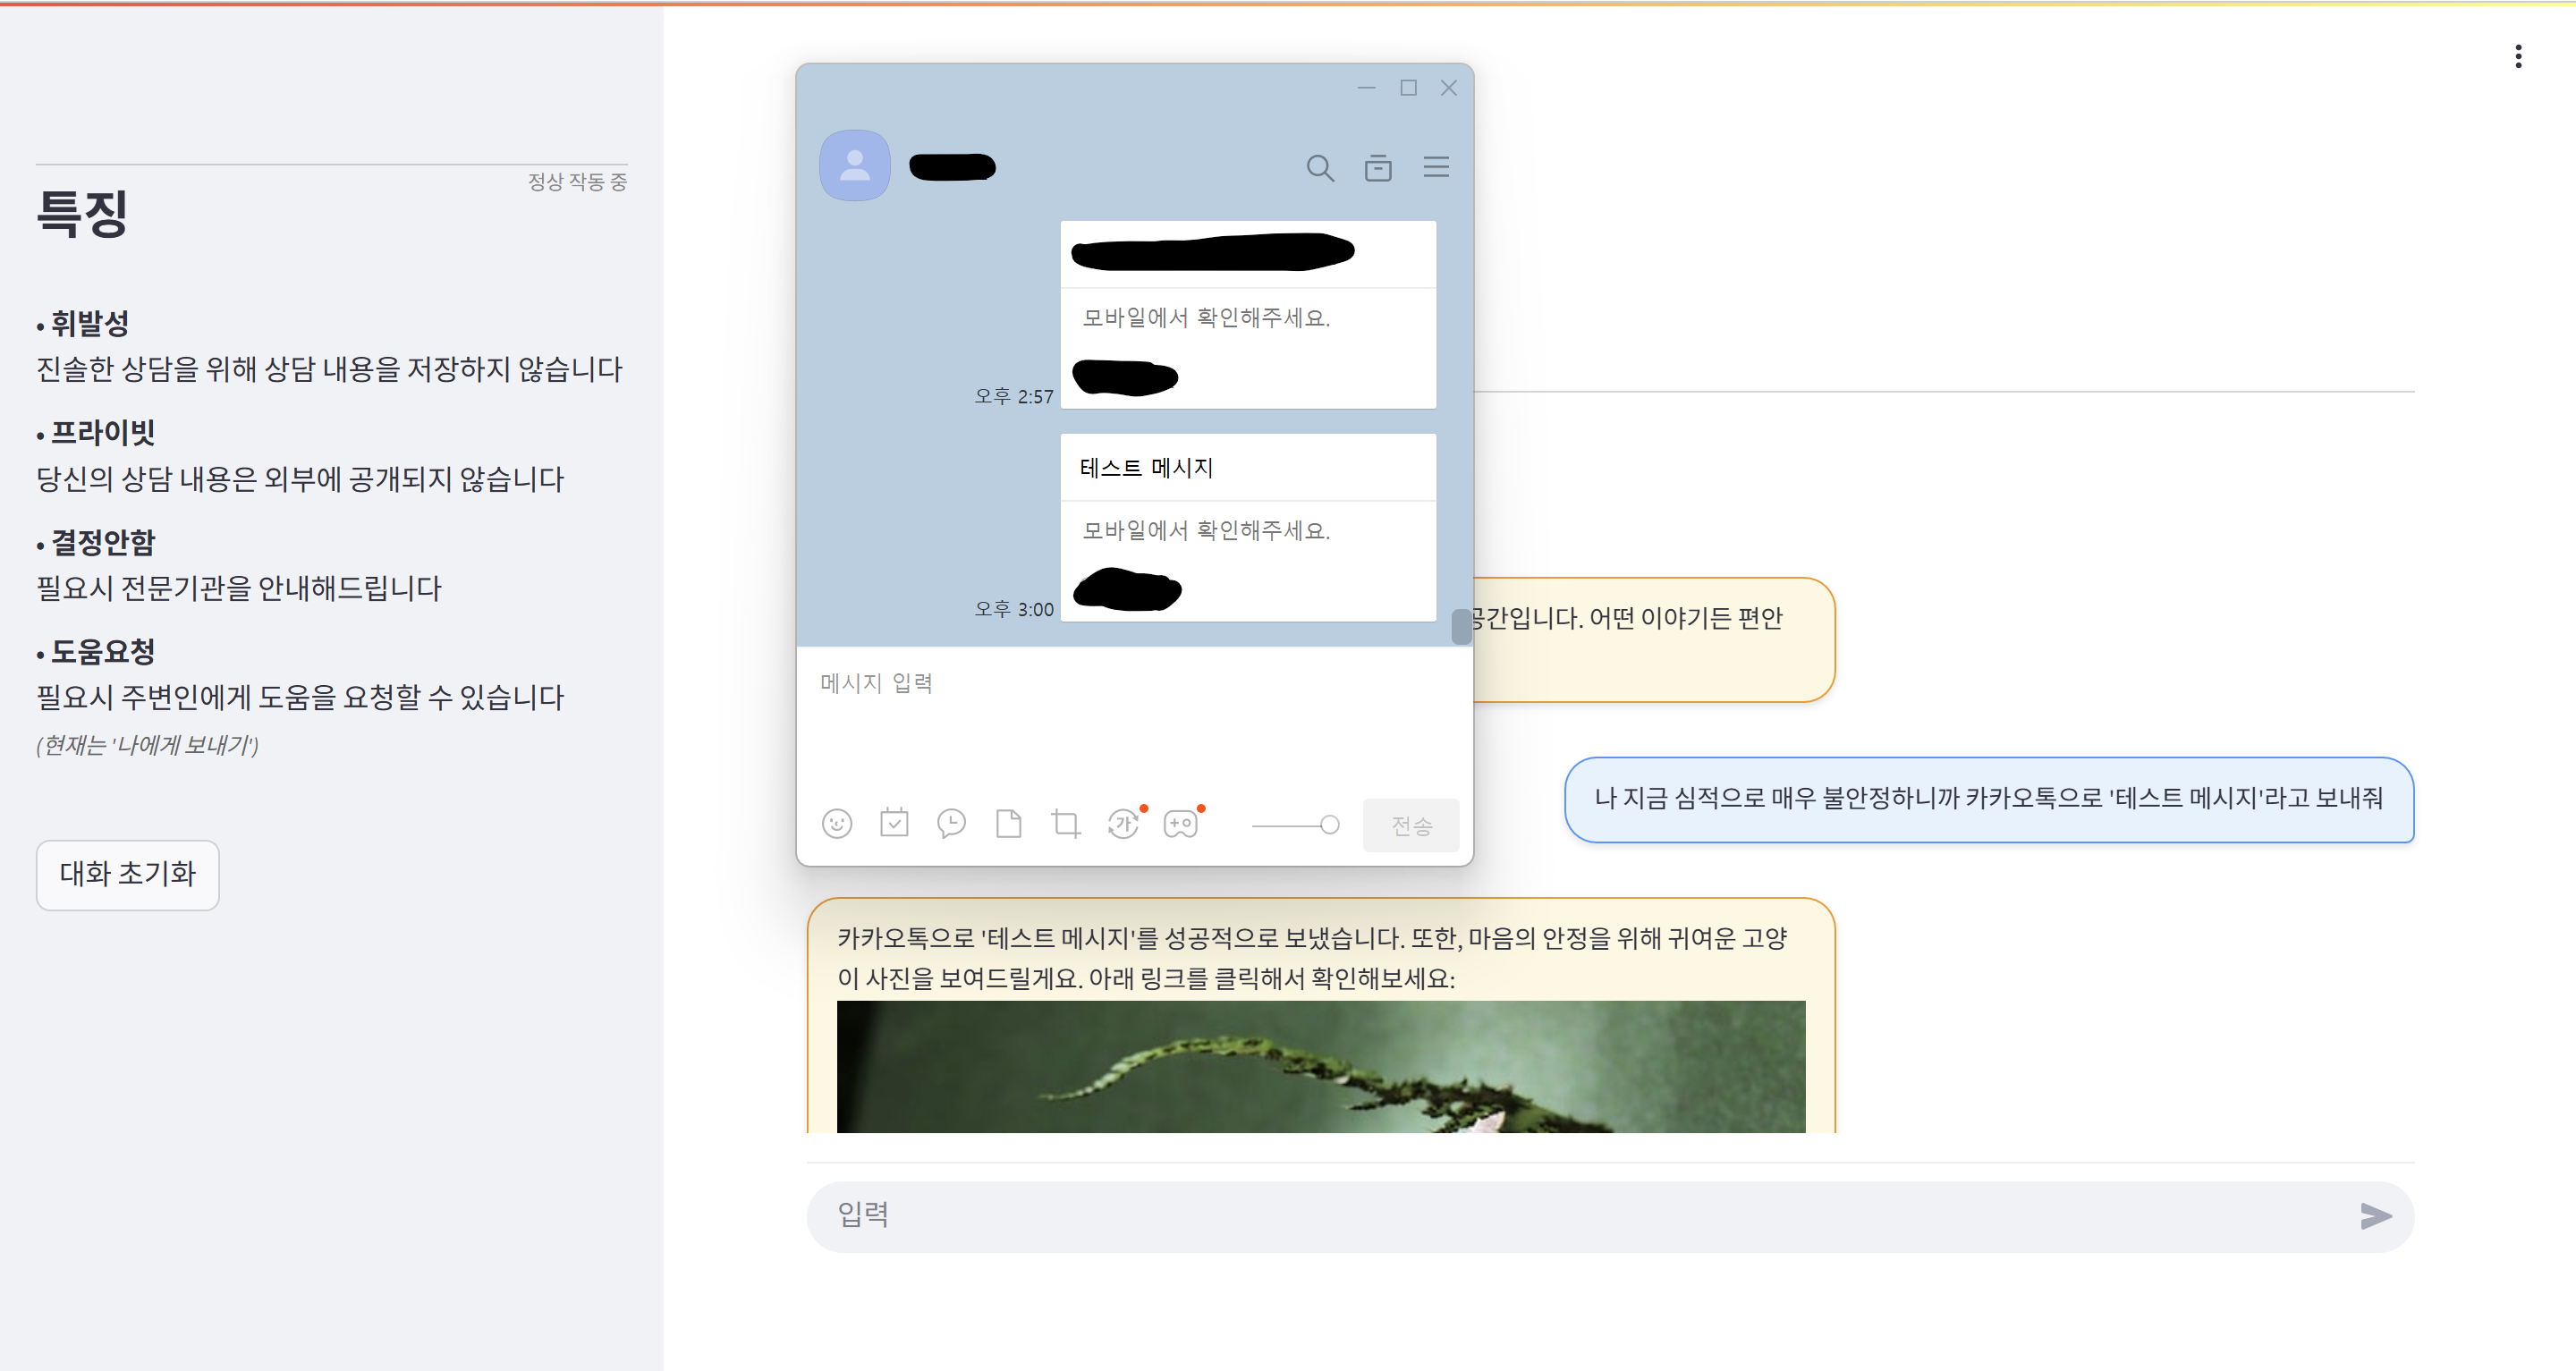 정상 작동 중
특징
• 휘발성
진솔한 상담을 위해 상담 내용을 저장하지 않습니다
• 프라이빗
당신의 상담 내용은 외부에 공개되지 않습니다
• 결정안함
필요시 전문기관을 안내해드립니다
• 도움요청
필요시 주변인에게 도움을 요청할 수 있습니다
(현재는 '나에게 보내기')
대화 초기화
모바일에서 확인해주세요.
오후 2:57
테스트 메시지
모바일에서 확인해주세요.
오후 3:00
메시지 입력
가
전송
공간입니다. 어떤 이야기든 편안
나 지금 심적으로 매우 불안정하니까 카카오톡으로 '테스트 메시지'라고 보내줘
카카오톡으로 '테스트 메시지'를 성공적으로 보냈습니다. 또한, 마음의 안정을 위해 귀여운 고양
이 사진을 보여드릴게요. 아래 링크를 클릭해서 확인해보세요:
입력